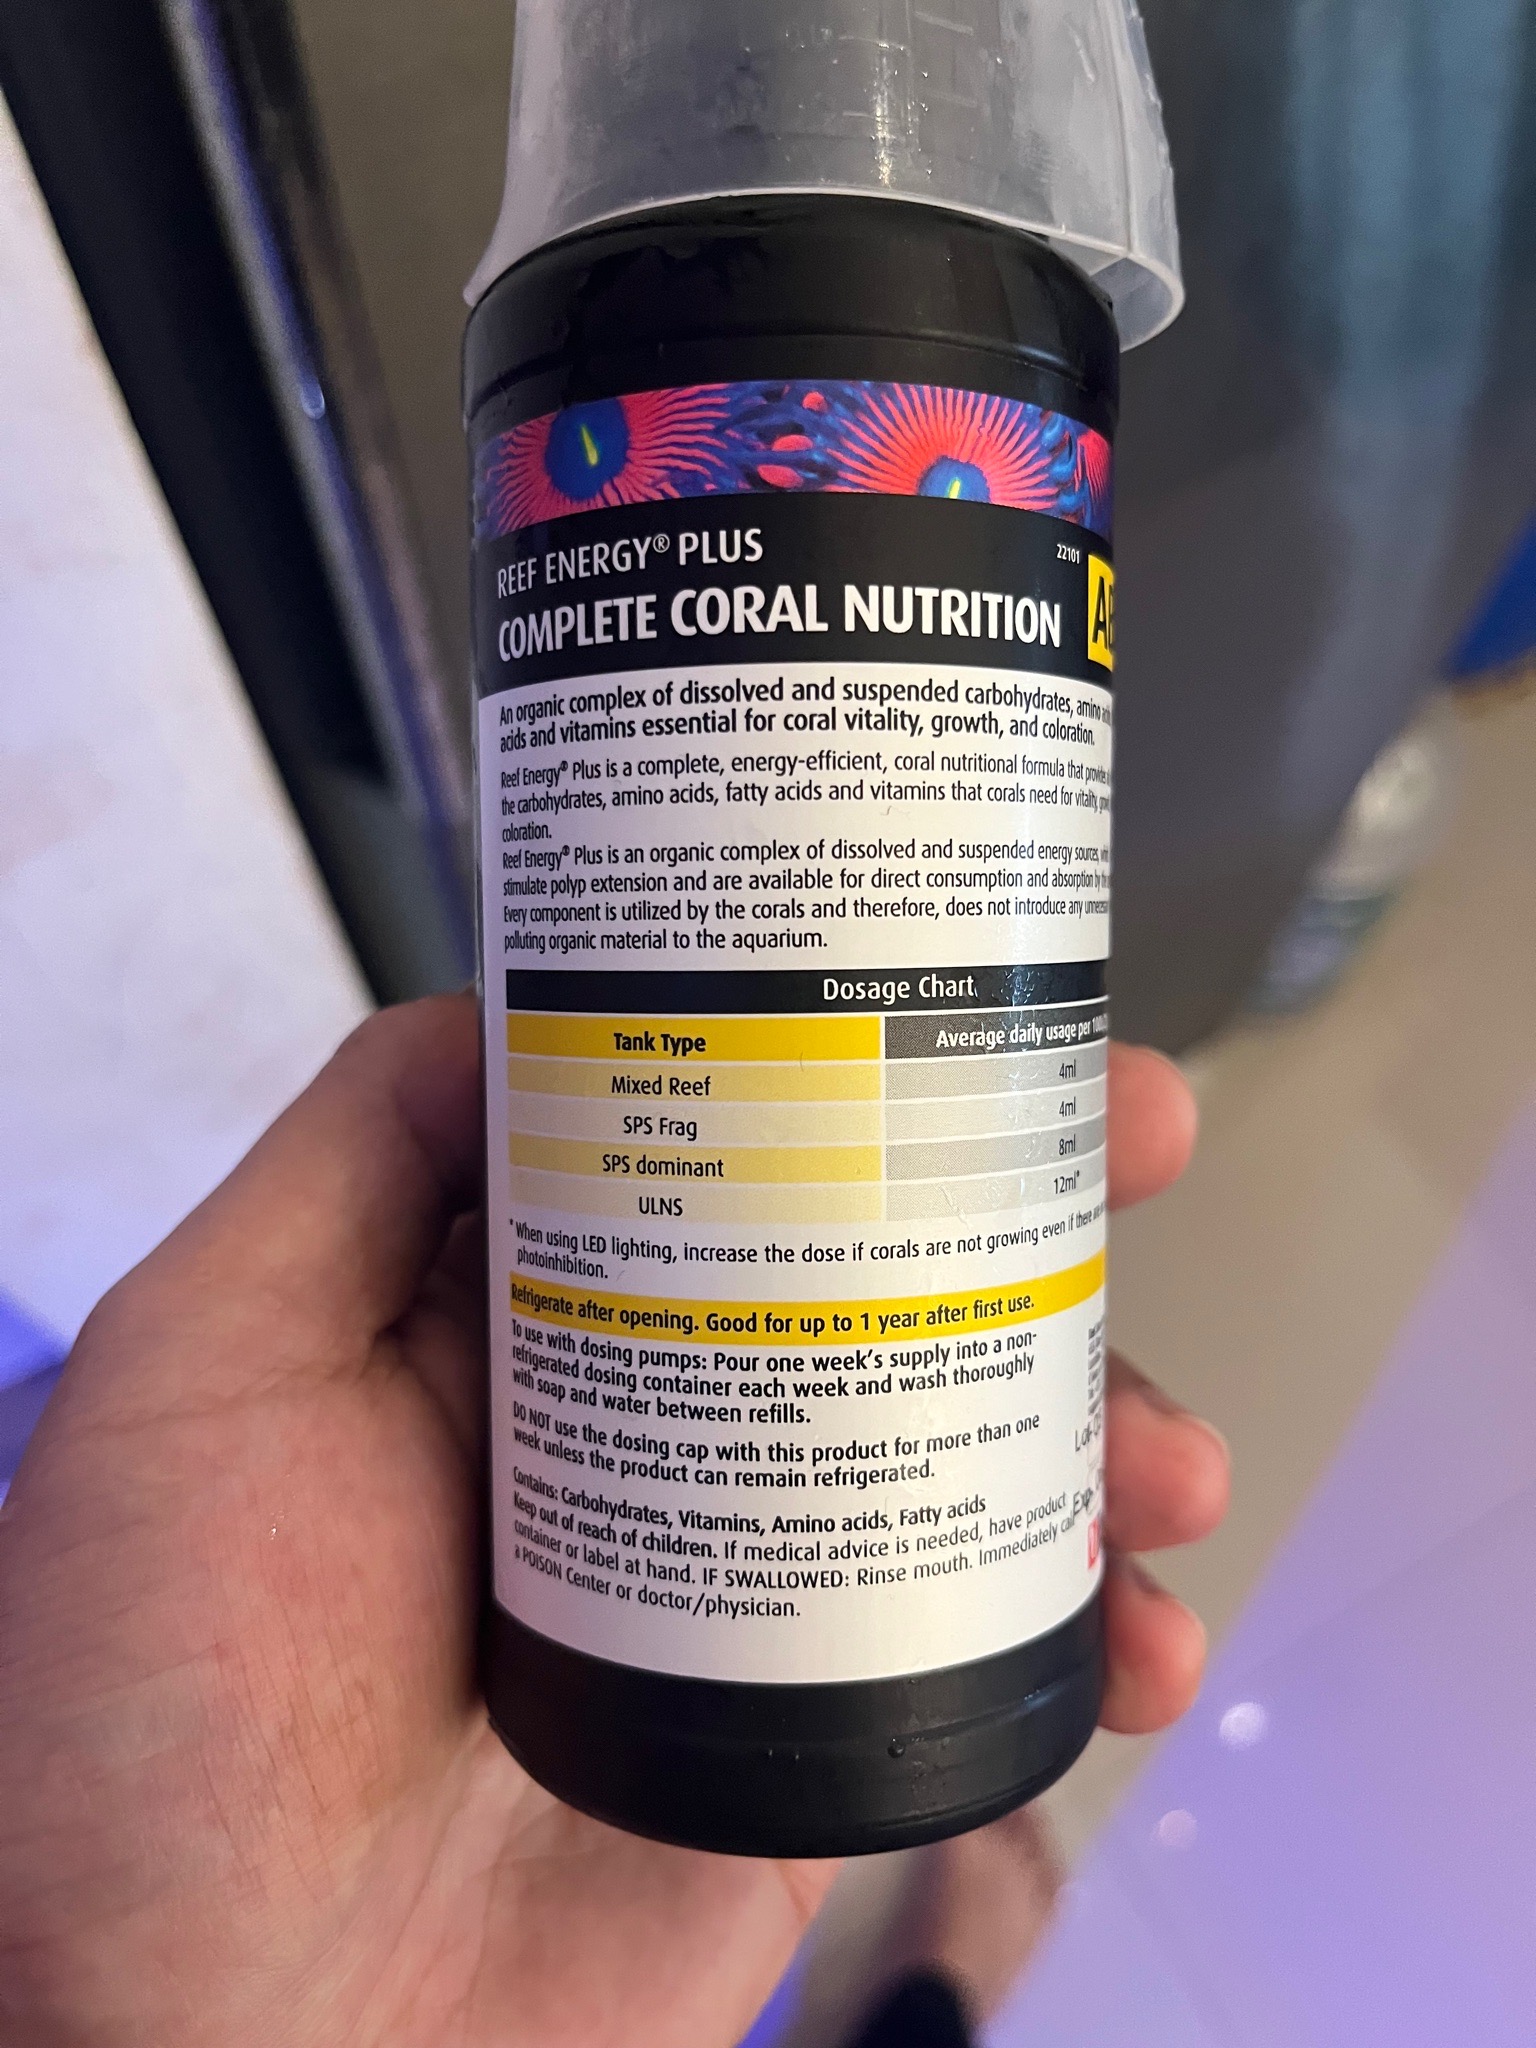 REEF ENERGY® PLUS
22101
COMPLETE CORAL NUTRITION
An organic complex of dissolved and suspended carbohydrates, amino
acids and vitamins essential for coral vitality, growth, and coloration.
Reef Energy® Plus is a complete, energy-efficient, coral nutritional formula that provides
the carbohydrates, amino acids, fatty acids and vitamins that corals need for vitality,
coloration.
Reef Energy® Plus is an organic complex of dissolved and suspended energy sources,
stimulate polyp extension and are available for direct consumption and absorption by
Every component is utilized by the corals and therefore, does not introduce any
polluting organic material to the aquarium.
Dosage Chart
Tank Type Average daily usage per
Mixed Reef 4ml
SPS Frag 4ml
SPS dominant 8ml
ULNS 12ml*
* When using LED lighting, increase the dose if corals are not growing even if there are
photoinhibition.
Refrigerate after opening. Good for up to 1 year after first use.
To use with dosing pumps: Pour one week's supply into a non-
refrigerated dosing container each week and wash thoroughly
with soap and water between refills.
DO NOT use the dosing cap with this product for more than one
week unless the product can remain refrigerated.
Contains: Carbohydrates, Vitamins, Amino acids, Fatty acids
Keep out of reach of children. If medical advice is needed, have product
container or label at hand. IF SWALLOWED: Rinse mouth. Immediately call
a POISON Center or doctor/physician.